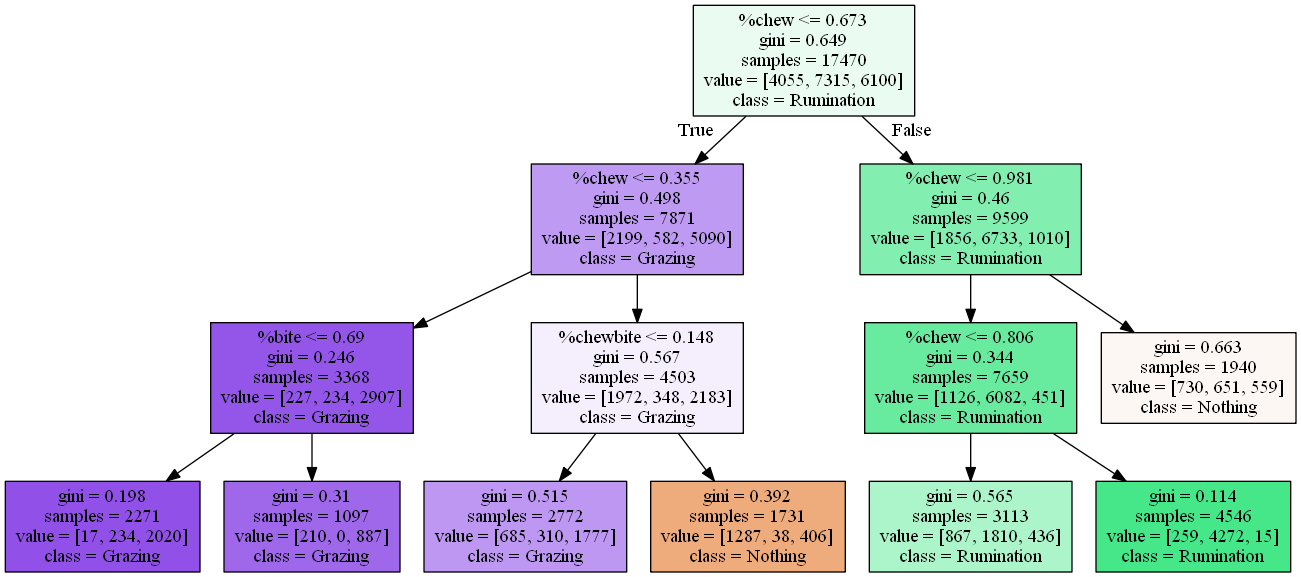 %chew <= 0.673
gini = 0.649
samples = 17470
value = [4055, 7315, 6100]
class = Rumination
True
False
%chew <= 0.355
gini = 0.498
samples = 7871
value = [2199, 582, 5090]
class = Grazing
%chew <= 0.981
gini = 0.46
samples = 9599
value = [1856, 6733, 1010]
class = Rumination
%bite <= 0.69
gini = 0.246
samples = 3368
value = [227, 234, 2907]
class = Grazing
%chewbite <= 0.148
gini = 0.567
samples = 4503
value = [1972, 348, 2183]
class = Grazing
%chew <= 0.806
gini = 0.344
samples = 7659
value = [1126, 6082, 451]
class = Rumination
gini = 0.663
samples = 1940
value = [730, 651, 559]
class = Nothing
gini = 0.198
samples = 2271
value = [17, 234, 2020]
class = Grazing
gini = 0.31
samples = 1097
value = [210, 0, 887]
class = Grazing
gini = 0.515
samples = 2772
value = [685, 310, 1777]
class = Grazing
gini = 0.392
samples = 1731
value = [1287, 38, 406]
class = Nothing
gini = 0.565
samples = 3113
value = [867, 1810, 436]
class = Rumination
gini = 0.114
samples = 4546
value = [259, 4272, 15]
class = Rumination